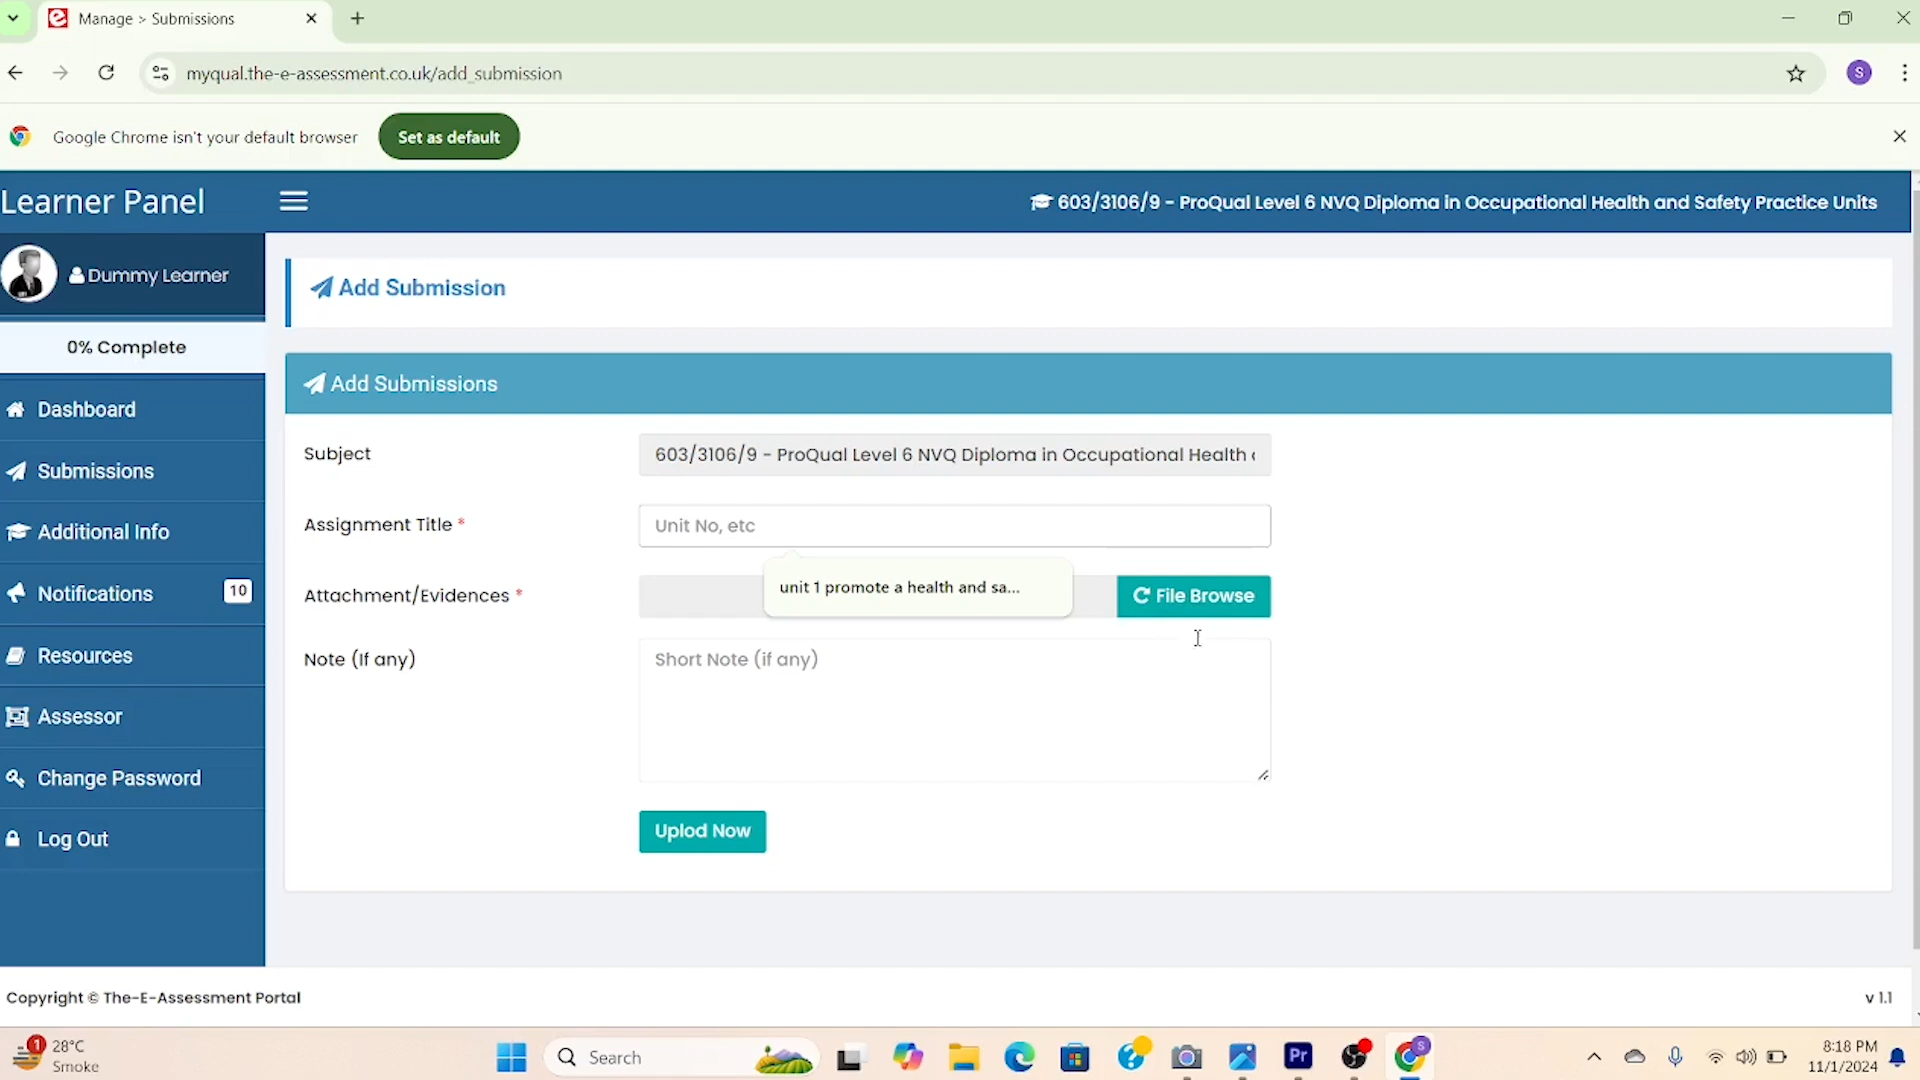 Manage > Submissions
myqual.the-e-assessment.co.uk/add_submission
S
Google Chrome isn't your default browser
Set as default
Learner Panel
603/3106/9 - ProQual Level 6 NVQ Diploma in Occupational Health and Safety Practice Units
Dummy Learner
0% Complete
Dashboard
Submissions
Additional Info
Notifications
10
Resources
Assessor
Change Password
Log Out
Add Submission
Add Submissions
Subject
603/3106/9 - ProQual Level 6 NVQ Diploma in Occupational Health
Assignment Title *
Unit No, etc
unit 1 promote a health and sa...
Attachment/Evidences *
File Browse
Note (If any)
Short Note (if any)
Uplod Now
Copyright © The-E-Assessment Portal
v 1.1
1
28°C
Smoke
Search
Pr
S
8:18 PM
11/1/2024